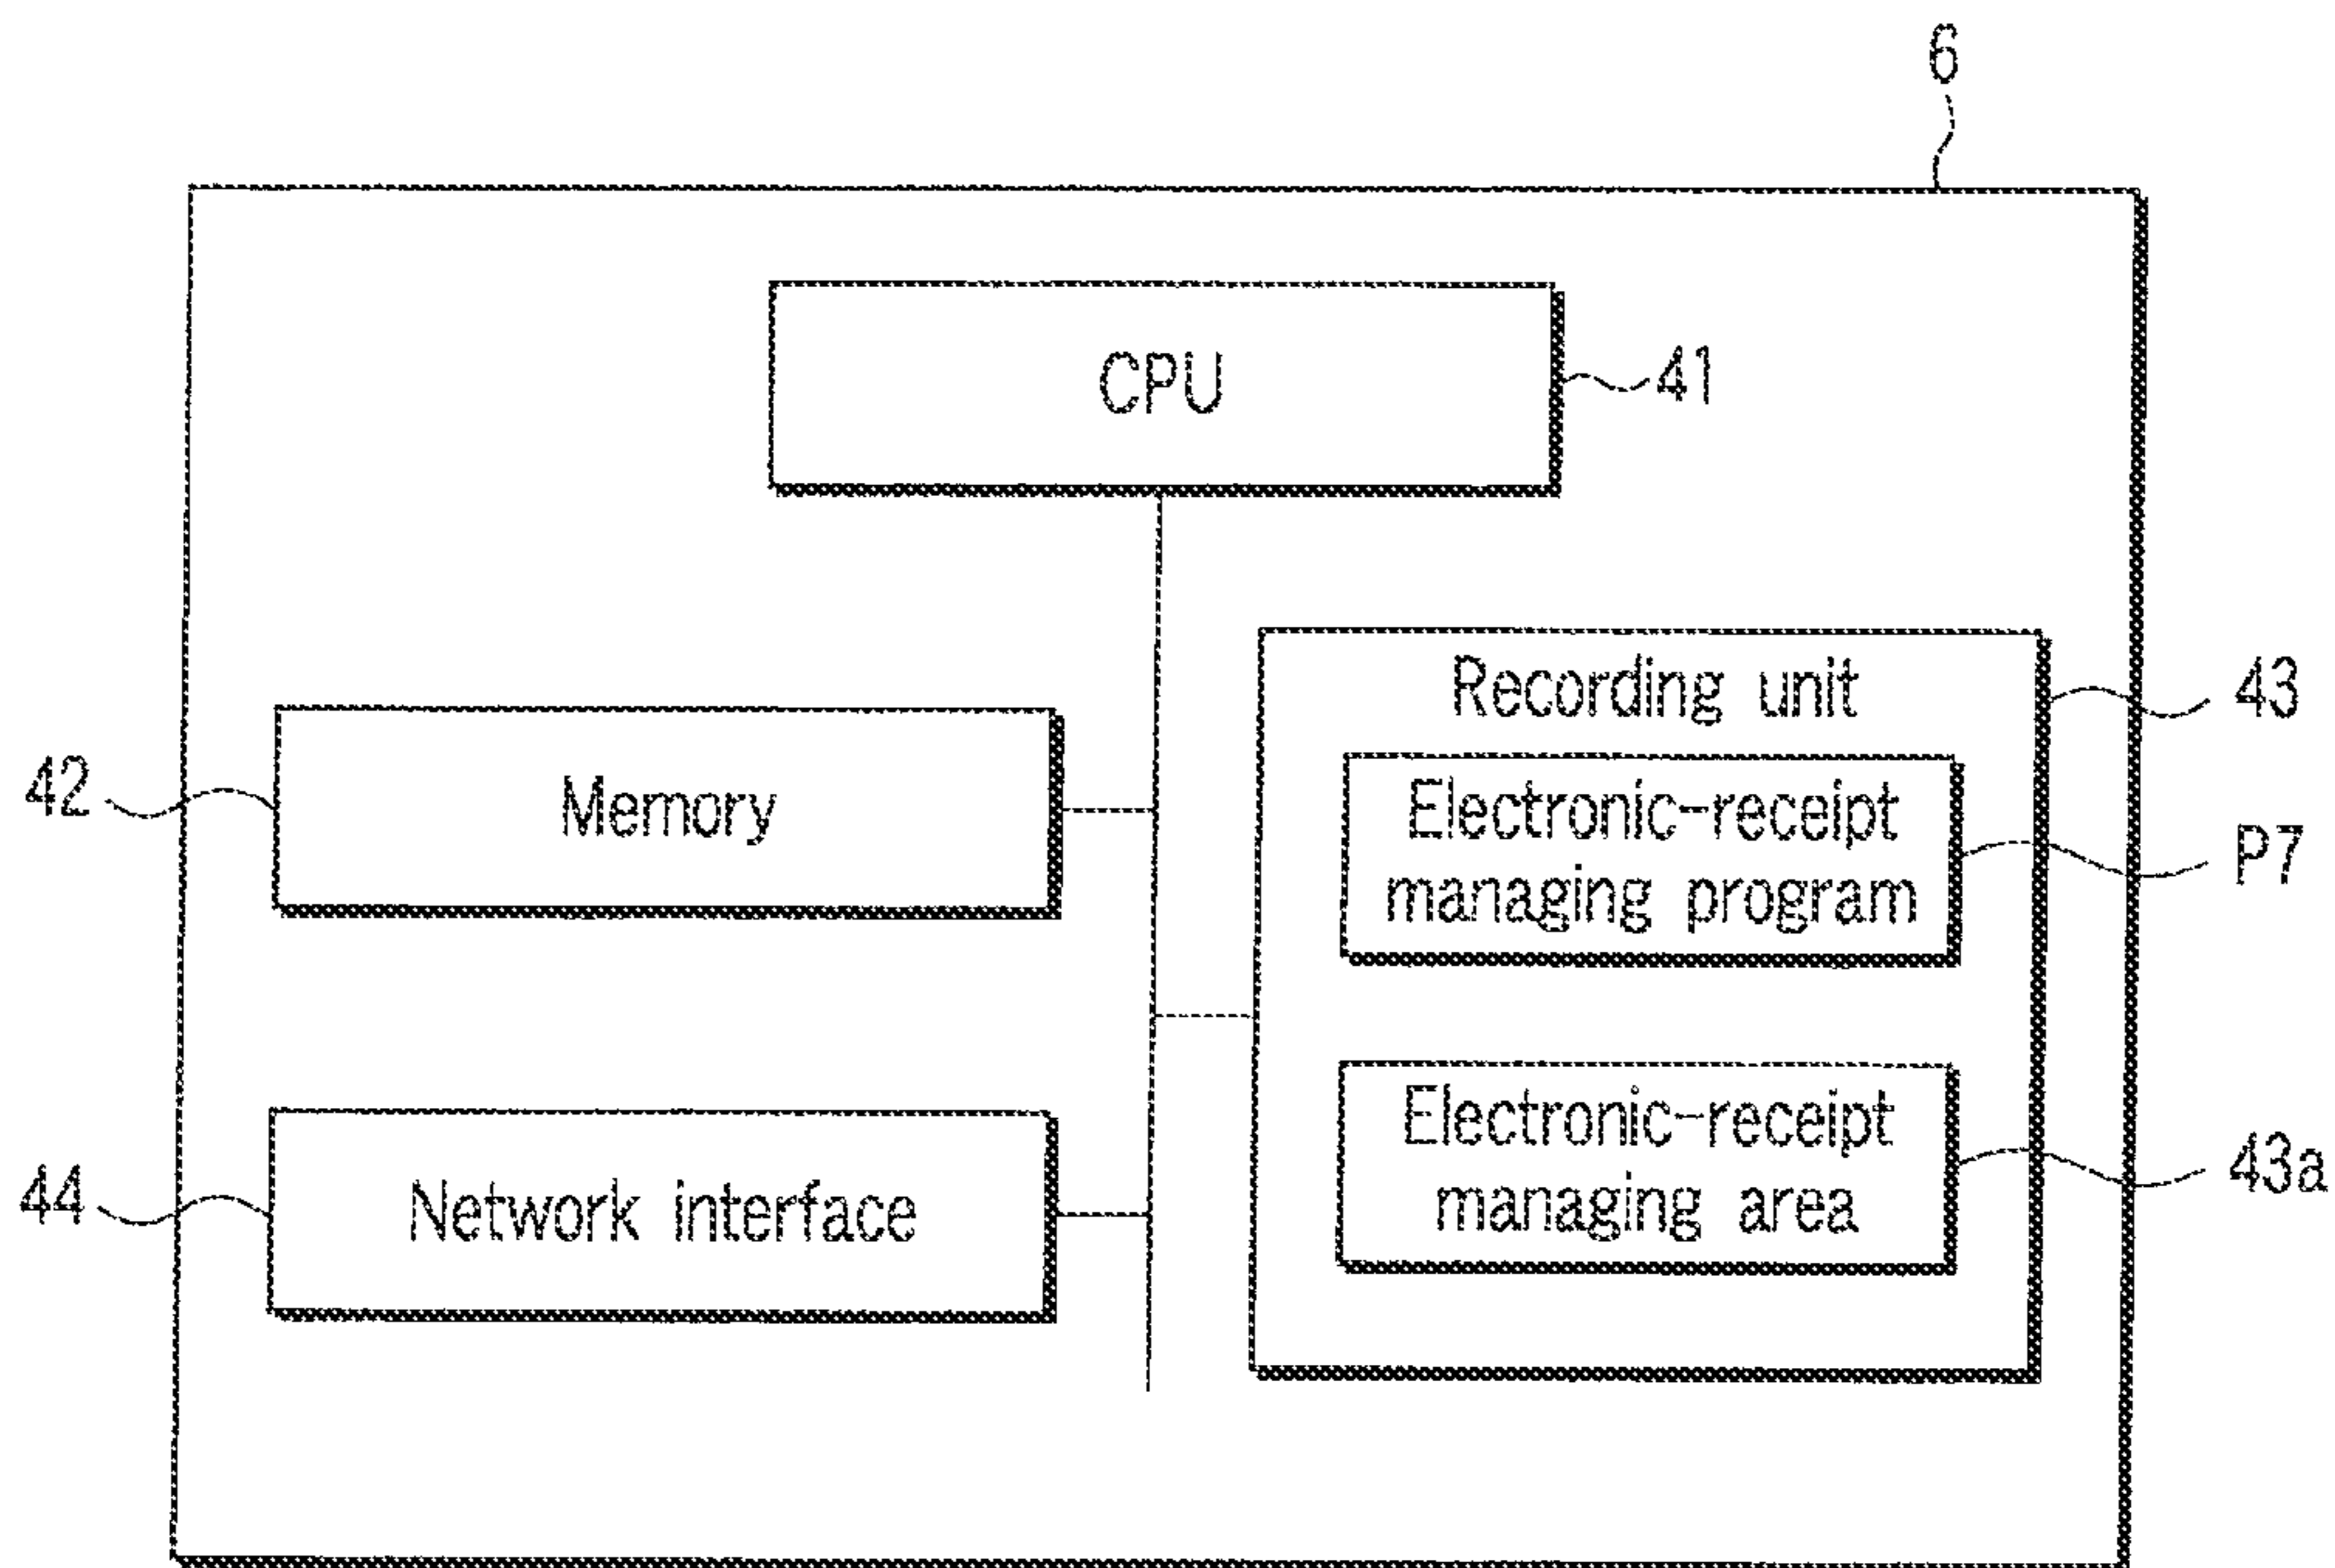 6
CPU
41
Recording unit
43
42
Memory
Electronic-receipt
managing program
P7
Electronic-receipt
managing area
43a
44
Network interface